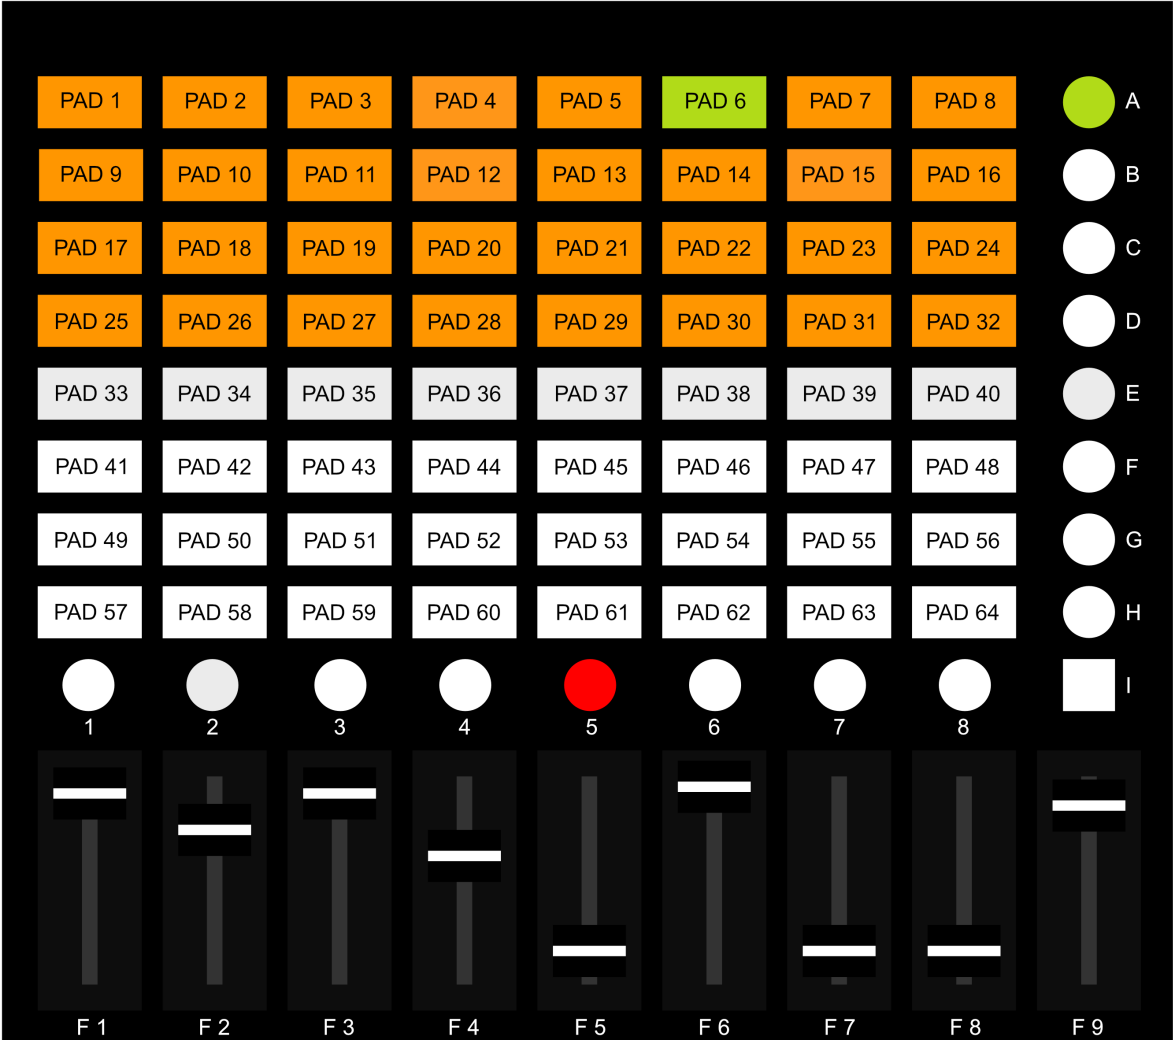 PAD 1 PAD 2 PAD 3 PAD 4 PAD 5 PAD 6 PAD 7 PAD 8 A
PAD 9 PAD 10 PAD 11 PAD 12 PAD 13 PAD 14 PAD 15 PAD 16 B
PAD 17 PAD 18 PAD 19 PAD 20 PAD 21 PAD 22 PAD 23 PAD 24 C
PAD 25 PAD 26 PAD 27 PAD 28 PAD 29 PAD 30 PAD 31 PAD 32 D
PAD 33 PAD 34 PAD 35 PAD 36 PAD 37 PAD 38 PAD 39 PAD 40 E
PAD 41 PAD 42 PAD 43 PAD 44 PAD 45 PAD 46 PAD 47 PAD 48 F
PAD 49 PAD 50 PAD 51 PAD 52 PAD 53 PAD 54 PAD 55 PAD 56 G
PAD 57 PAD 58 PAD 59 PAD 60 PAD 61 PAD 62 PAD 63 PAD 64 H
I
1 2 3 4 5 6 7 8
F 1 F 2 F 3 F 4 F 5 F 6 F 7 F 8 F 9